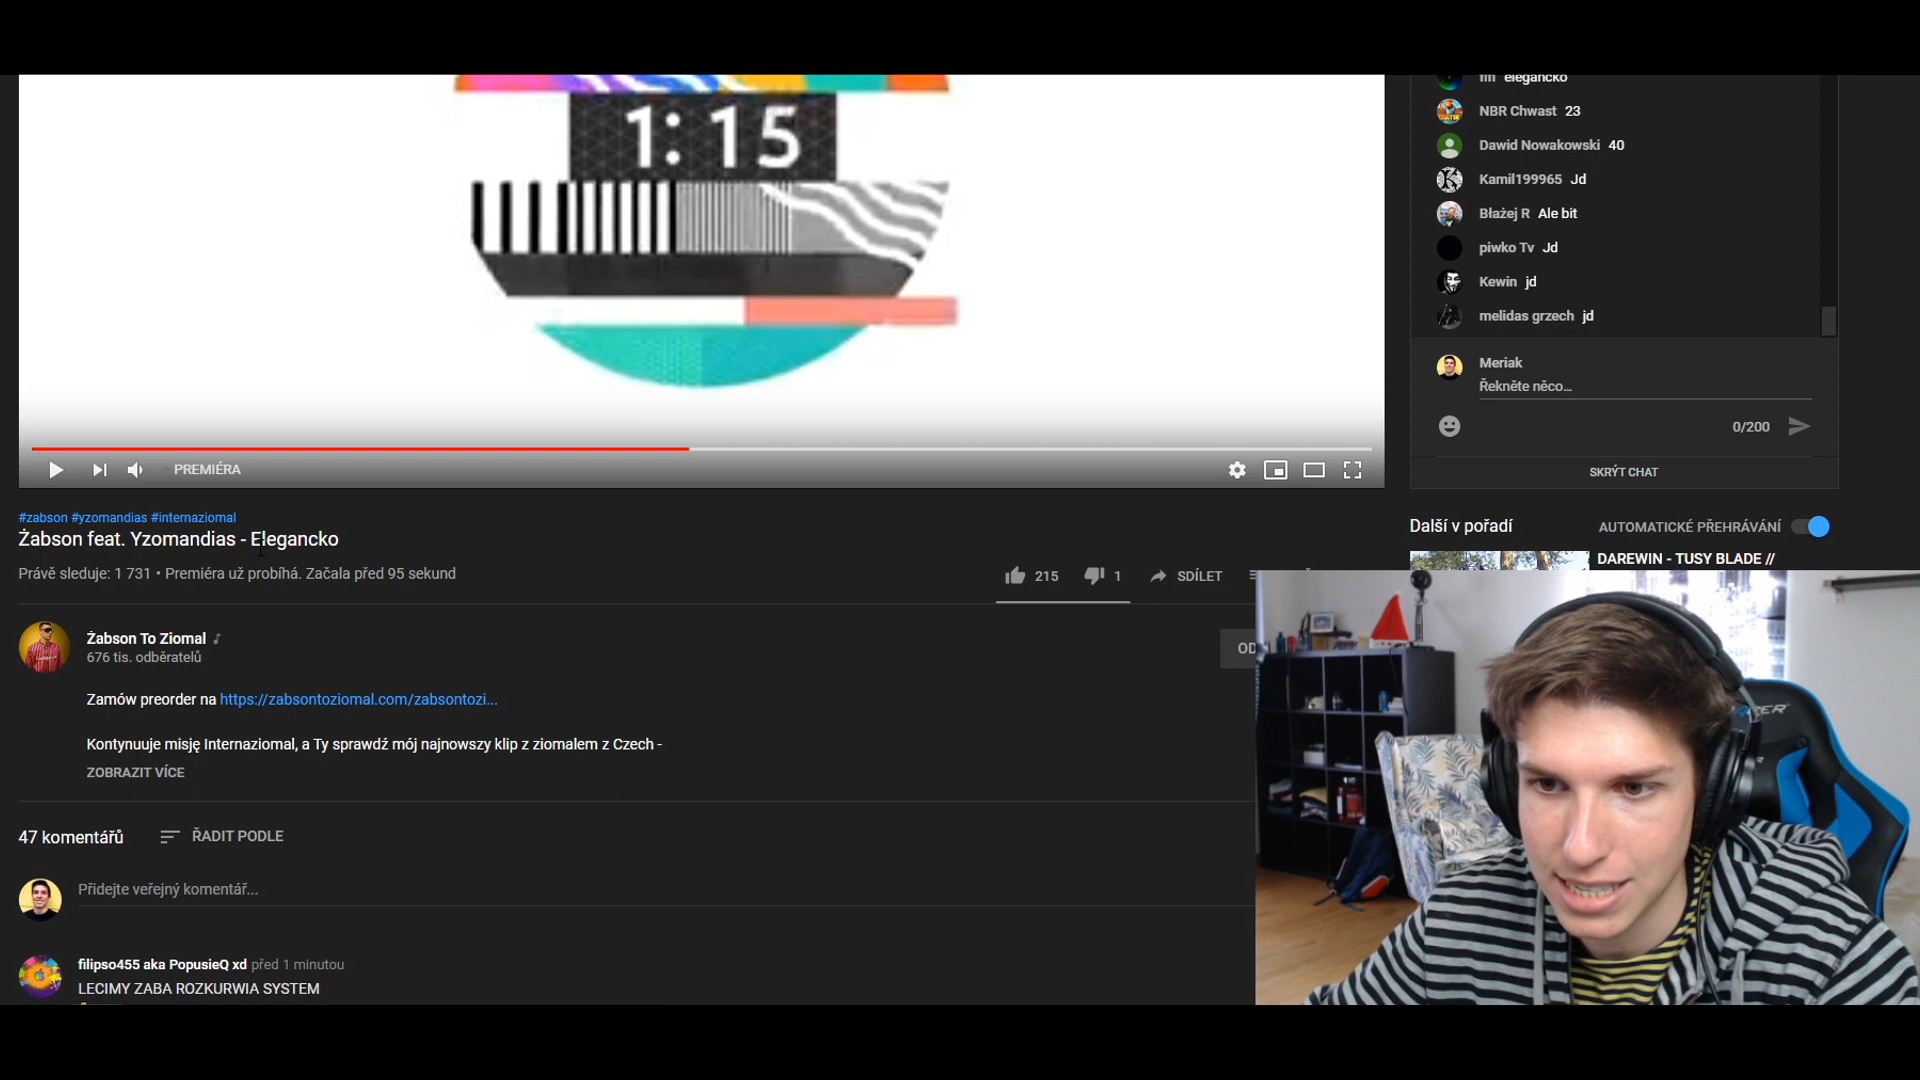 1:15
PREMIÉRA
#zabson #yzomandias #internaziomal
Żabson feat. Yzomandias - Elegancko
Právě sleduje: 1 731 • Premiéra už probíhá. Začala před 95 sekund
215
1
SDÍLET
Żabson To Ziomal
676 tis. odběratelů
OD
Zamów preorder na https://zabsontoziomal.com/zabsontozi...
Kontynuuje misję Internaziomal, a Ty sprawdź mój najnowszy klip z ziomalem z Czech -
ZOBRAZIT VÍCE
47 komentářů
ŘADIT PODLE
Přidejte veřejný komentář...
filipso455 aka PopusieQ xd před 1 minutou
LECIMY ZABA ROZKURWIA SYSTEM
elegancko
NBR Chwast 23
Dawid Nowakowski 40
Kamil199965 Jd
Błażej R Ale bit
piwko Tv Jd
Kewin jd
melidas grzech jd
Meriak
Řekněte něco...
0/200
SKRÝT CHAT
Další v pořadí
AUTOMATICKÉ PŘEHRÁVÁNÍ
DAREWIN - TUSY BLADE //